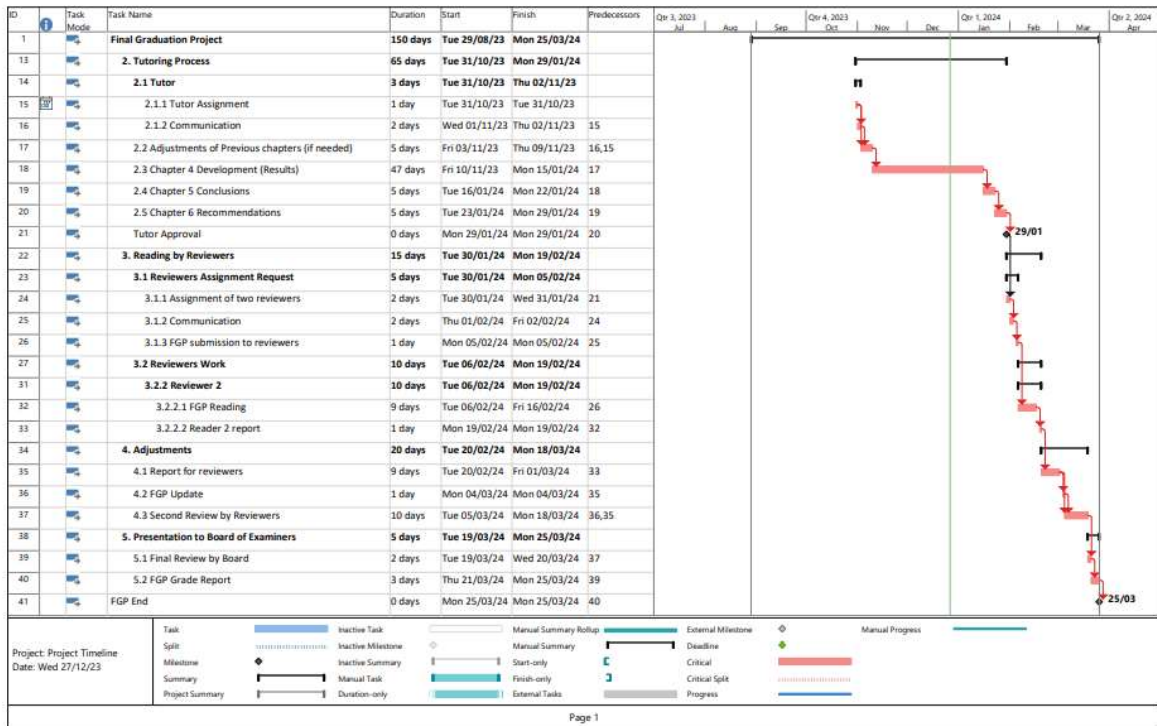 ID Task Mode Task Name Duration Start Finish Predecessors Qtr 3, 2023 Qtr 4, 2023 Qtr 1, 2024 Qtr 2, 2024
Jul Aug Sep Oct Nov Dec Jan Feb Mar Apr
1 Final Graduation Project 150 days Tue 29/08/23 Mon 25/03/24
13 2. Tutoring Process 65 days Tue 31/10/23 Mon 29/01/24
14 2.1 Tutor 3 days Tue 31/10/23 Thu 02/11/23
15 2.1.1 Tutor Assignment 1 day Tue 31/10/23 Tue 31/10/23
16 2.1.2 Communication 2 days Wed 01/11/23 Thu 02/11/23 15
17 2.2 Adjustments of Previous chapters (if needed) 5 days Fri 03/11/23 Thu 09/11/23 16,15
18 2.3 Chapter 4 Development (Results) 47 days Fri 10/11/23 Mon 15/01/24 17
19 2.4 Chapter 5 Conclusions 5 days Tue 16/01/24 Mon 22/01/24 18
20 2.5 Chapter 6 Recommendations 5 days Tue 23/01/24 Mon 29/01/24 19
21 Tutor Approval 0 days Mon 29/01/24 Mon 29/01/24 20 29/01
22 3. Reading by Reviewers 15 days Tue 30/01/24 Mon 19/02/24
23 3.1 Reviewers Assignment Request 5 days Tue 30/01/24 Mon 05/02/24
24 3.1.1 Assignment of two reviewers 2 days Tue 30/01/24 Wed 31/01/24 21
25 3.1.2 Communication 2 days Thu 01/02/24 Fri 02/02/24 24
26 3.1.3 FGP submission to reviewers 1 day Mon 05/02/24 Mon 05/02/24 25
27 3.2 Reviewers Work 10 days Tue 06/02/24 Mon 19/02/24
31 3.2.2 Reviewer 2 10 days Tue 06/02/24 Mon 19/02/24
32 3.2.2.1 FGP Reading 9 days Tue 06/02/24 Fri 16/02/24 26
33 3.2.2.2 Reader 2 report 1 day Mon 19/02/24 Mon 19/02/24 32
34 4. Adjustments 20 days Tue 20/02/24 Mon 18/03/24
35 4.1 Report for reviewers 9 days Tue 20/02/24 Fri 01/03/24 33
36 4.2 FGP Update 1 day Mon 04/03/24 Mon 04/03/24 35
37 4.3 Second Review by Reviewers 10 days Tue 05/03/24 Mon 18/03/24 36,35
38 5. Presentation to Board of Examiners 5 days Tue 19/03/24 Mon 25/03/24
39 5.1 Final Review by Board 2 days Tue 19/03/24 Wed 20/03/24 37
40 5.2 FGP Grade Report 3 days Thu 21/03/24 Mon 25/03/24 39
41 FGP End 0 days Mon 25/03/24 Mon 25/03/24 40 25/03
Project: Project Timeline
Date: Wed 27/12/23
Task Inactive Task Manual Summary Rollup External Milestone Manual Progress
Split Inactive Milestone Manual Summary Deadline
Milestone Inactive Summary Start-only Critical
Summary Manual Task Finish-only Critical Split
Project Summary Duration-only External Tasks Progress
Page 1